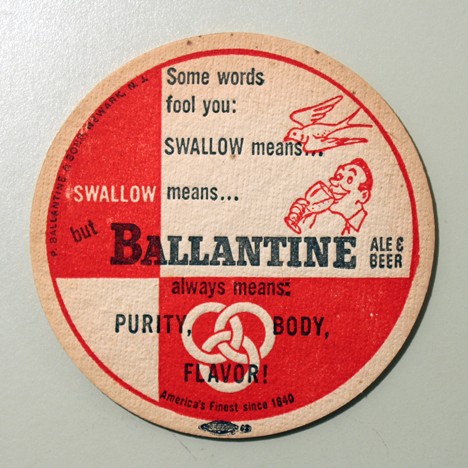 Some words
fool you:
SWALLOW means...
SWALLOW means...
but BALLANTINE ALE &
BEER
always means:
PURITY, BODY,
FLAVOR!
America's Finest since 1840
P. BALLANTINE & SONS, NEWARK, N. J.